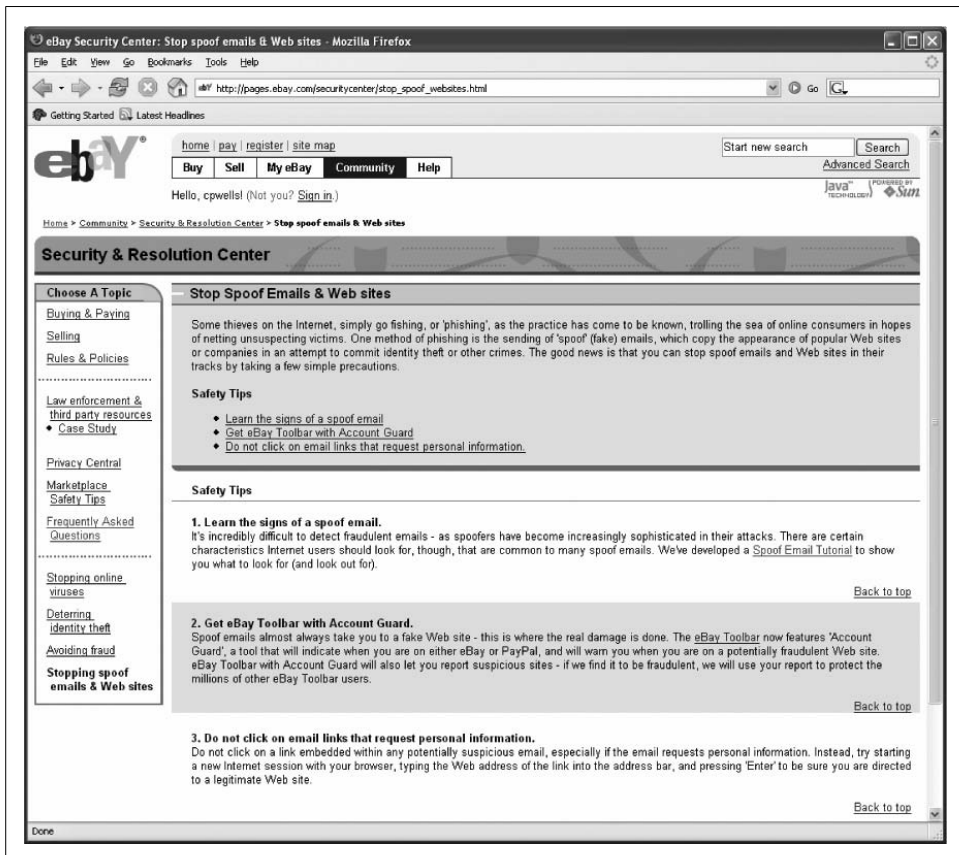 eBay Security Center: Stop spoof emails & Web sites - Mozilla Firefox
File Edit View Go Bookmarks Tools Help
http://pages.ebay.com/securitycenter/stop_spoof_websites.html Go
Getting Started Latest Headlines
ebY®
home | pay | register | site map
Start new search Search
Buy Sell My eBay Community Help
Advanced Search
Hello, cpwells! (Not you? Sign in.)
Java™ TECHNOLOGY POWERED BY Sun
Home > Community > Security & Resolution Center > Stop spoof emails & Web sites
Security & Resolution Center
Choose A Topic
Buying & Paying
Selling
Rules & Policies
Law enforcement &
third party resources
Case Study
Privacy Central
Marketplace
Safety Tips
Frequently Asked
Questions
Stopping online
viruses
Deterring
identity theft
Avoiding fraud
Stopping spoof
emails & Web sites
Stop Spoof Emails & Web sites
Some thieves on the Internet, simply go fishing, or 'phishing', as the practice has come to be known, trolling the sea of online consumers in hopes
of netting unsuspecting victims. One method of phishing is the sending of 'spoof' (fake) emails, which copy the appearance of popular Web sites
or companies in an attempt to commit identity theft or other crimes. The good news is that you can stop spoof emails and Web sites in their
tracks by taking a few simple precautions.
Safety Tips
Learn the signs of a spoof email
Get eBay Toolbar with Account Guard
Do not click on email links that request personal information.
Safety Tips
1. Learn the signs of a spoof email.
It's incredibly difficult to detect fraudulent emails - as spoofers have become increasingly sophisticated in their attacks. There are certain
characteristics Internet users should look for, though, that are common to many spoof emails. We've developed a Spoof Email Tutorial to show
you what to look for (and look out for).
Back to top
2. Get eBay Toolbar with Account Guard.
Spoof emails almost always take you to a fake Web site - this is where the real damage is done. The eBay Toolbar now features 'Account
Guard', a tool that will indicate when you are on either eBay or PayPal, and will warn you when you are on a potentially fraudulent Web site.
eBay Toolbar with Account Guard will also let you report suspicious sites - if we find it to be fraudulent, we will use your report to protect the
millions of other eBay Toolbar users.
Back to top
3. Do not click on email links that request personal information.
Do not click on a link embedded within any potentially suspicious email, especially if the email requests personal information. Instead, try starting
a new Internet session with your browser, typing the Web address of the link into the address bar, and pressing 'Enter' to be sure you are directed
to a legitimate Web site.
Back to top
Done